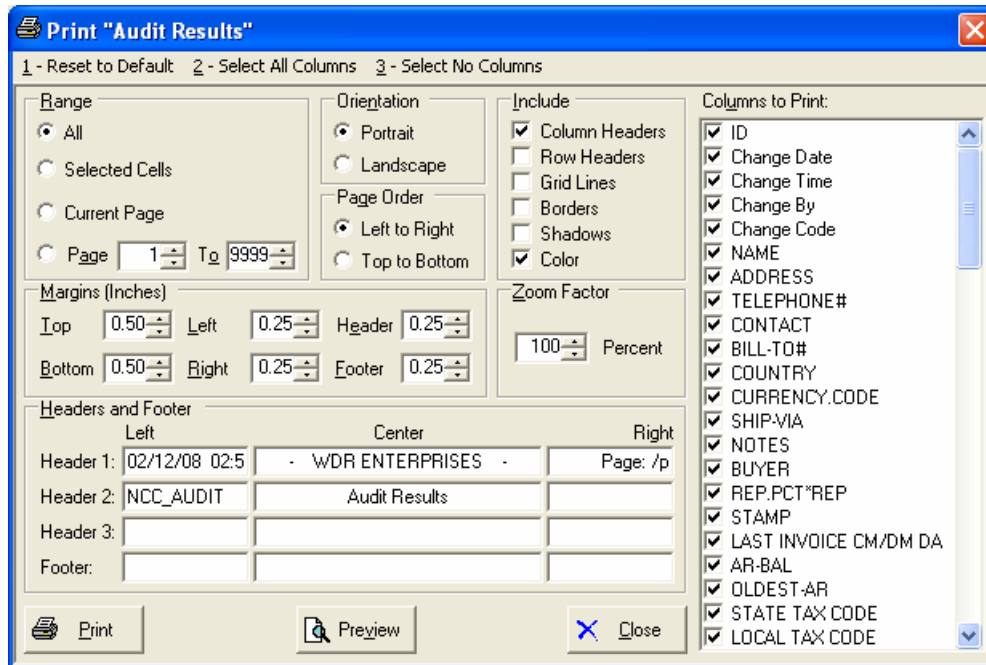 Print "Audit Results"
1 - Reset to Default 2 - Select All Columns 3 - Select No Columns
Range
All
Selected Cells
Current Page
Page 1 To 9999
Orientation
Portrait
Landscape
Page Order
Left to Right
Top to Bottom
Include
Column Headers
Row Headers
Grid Lines
Borders
Shadows
Color
Margins (Inches)
Top 0.50 Left 0.25 Header 0.25
Bottom 0.50 Right 0.25 Footer 0.25
Zoom Factor
100 Percent
Headers and Footer
Left Center Right
Header 1: 02/12/08 02:5 - WDR ENTERPRISES - Page: /p
Header 2: NCC_AUDIT Audit Results
Header 3:
Footer:
Print Preview Close
Columns to Print:
ID
Change Date
Change Time
Change By
Change Code
NAME
ADDRESS
TELEPHONE#
CONTACT
BILL-TO#
COUNTRY
CURRENCY.CODE
SHIP-VIA
NOTES
BUYER
REP.PCT*REP
STAMP
LAST INVOICE CM/DM DA
AR-BAL
OLDEST-AR
STATE TAX CODE
LOCAL TAX CODE